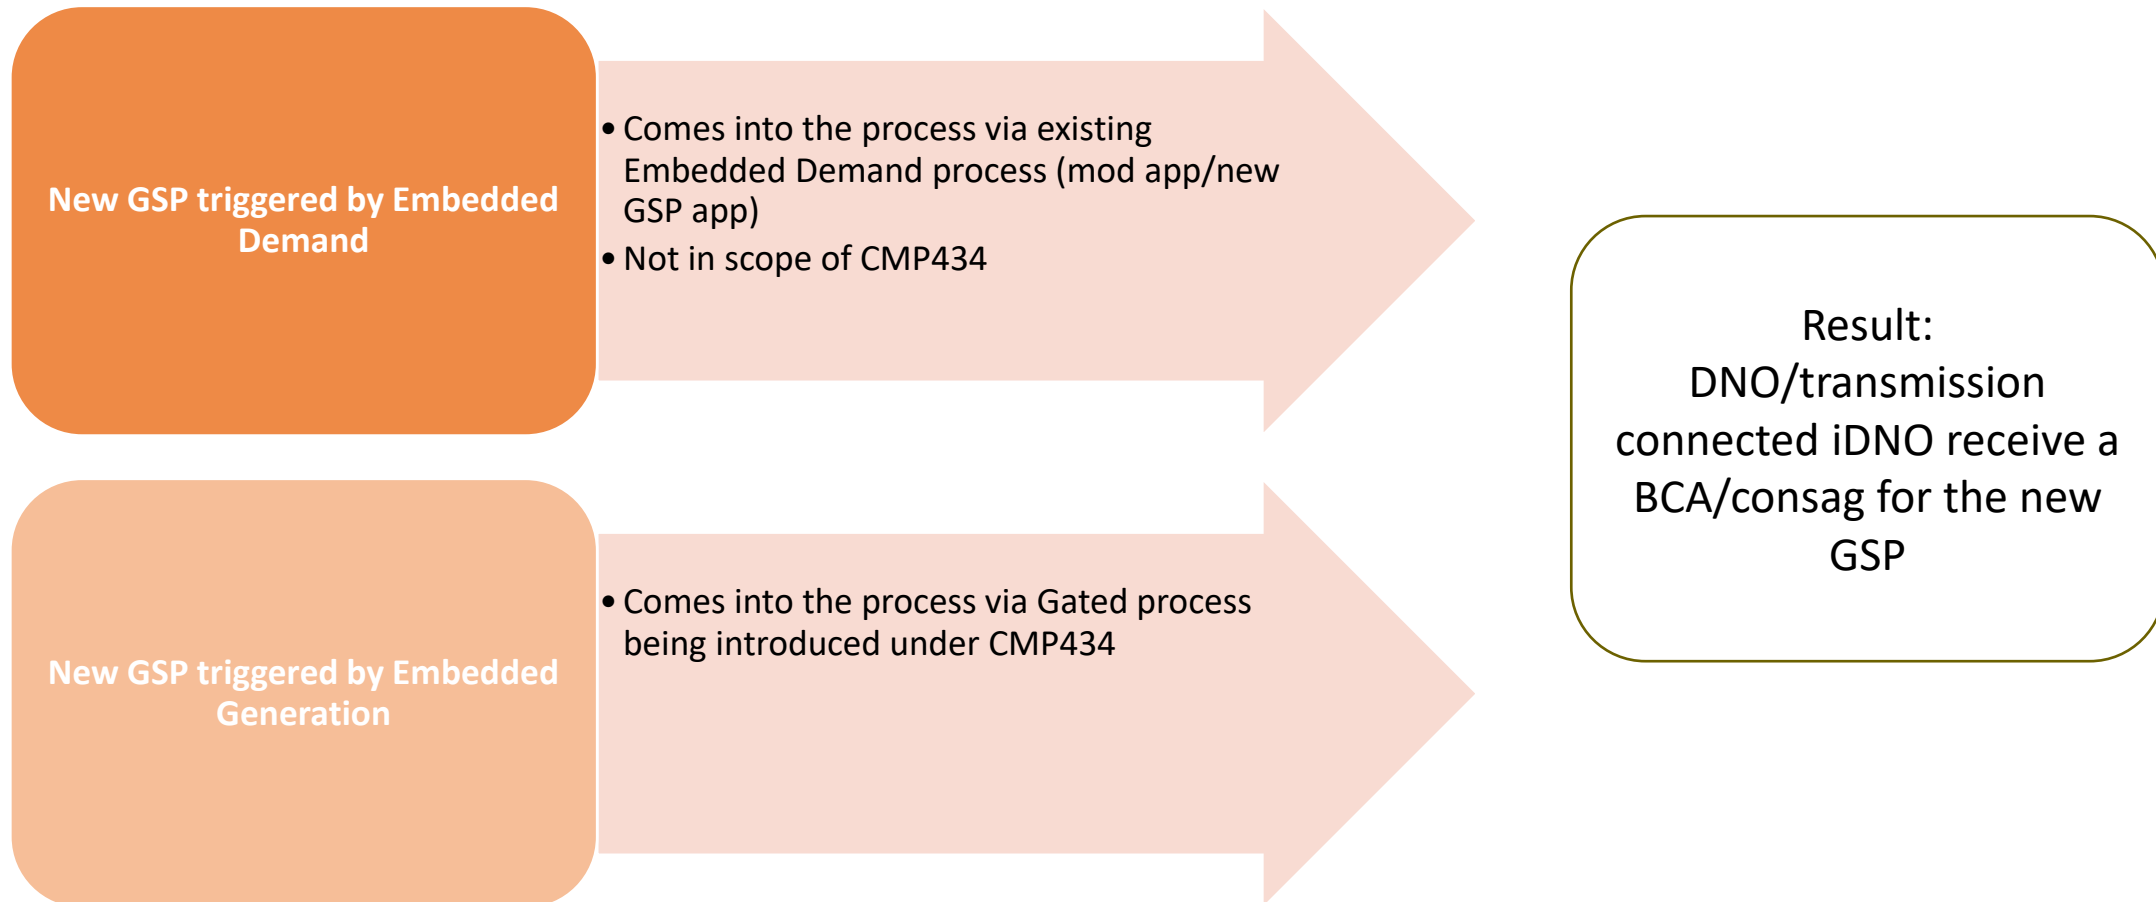 New GSP triggered by Embedded
Demand
• Comes into the process via existing
Embedded Demand process (mod app/new
GSP app)
• Not in scope of CMP434
New GSP triggered by Embedded
Generation
• Comes into the process via Gated process
being introduced under CMP434
Result:
DNO/transmission
connected iDNO receive a
BCA/consag for the new
GSP